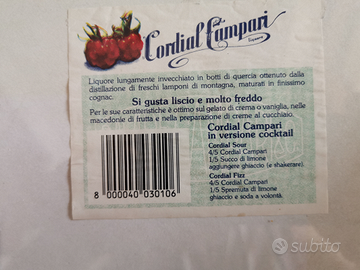 Cordial Campari
Liquore
Liquore lungamente invecchiato in botti di quercia ottenuto dalla
distillazione di freschi lamponi di montagna, maturati in finissimo
cognac.
Si gusta liscio e molto freddo
Per le sue caratteristiche è ottimo sul gelato di crema o vaniglia, nelle
macedonie di frutta e nella preparazione di creme al cucchiaio.
Cordial Campari
in versione cocktail
Cordial Sour
4/5 Cordial Campari
1/5 Succo di limone
aggiungere ghiaccio (e shakerare).
Cordial Fizz
4/5 Cordial Campari
1/5 Spremuta di limone
ghiaccio e soda a volontà.
8 000040 030106
subito